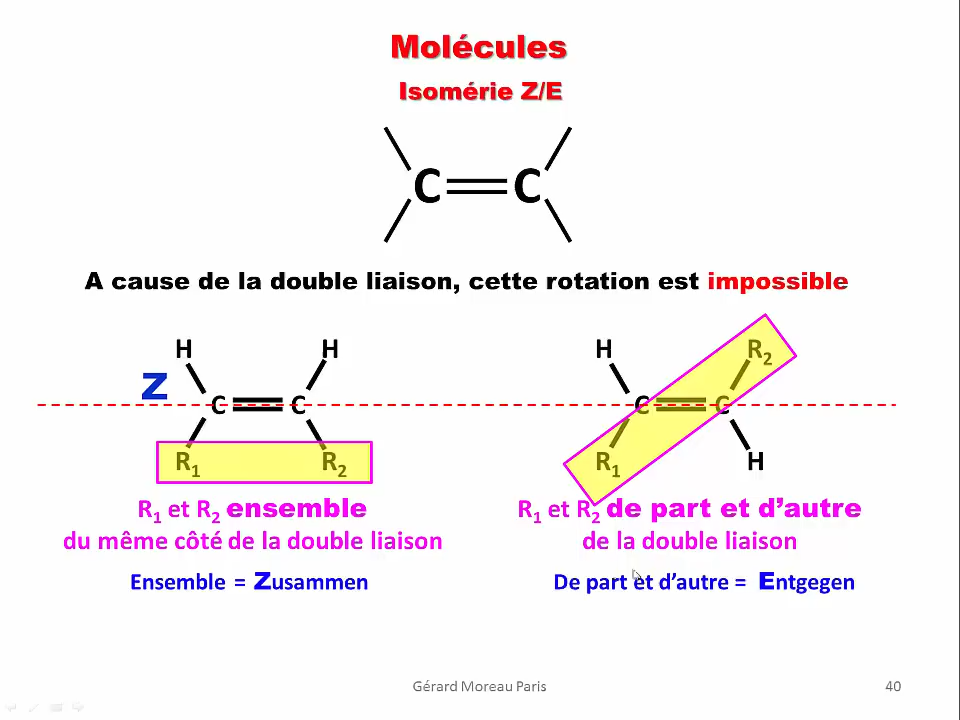 Molécules
Isomérie Z/E
C C
A cause de la double liaison, cette rotation est impossible
H H H R2
Z
C C C C
R1 R2 R1 H
R1 et R2 ensemble R1 et R2 de part et d'autre
du même côté de la double liaison de la double liaison
Ensemble = Zusammen De part et d'autre = Entgegen
Gérard Moreau Paris 40